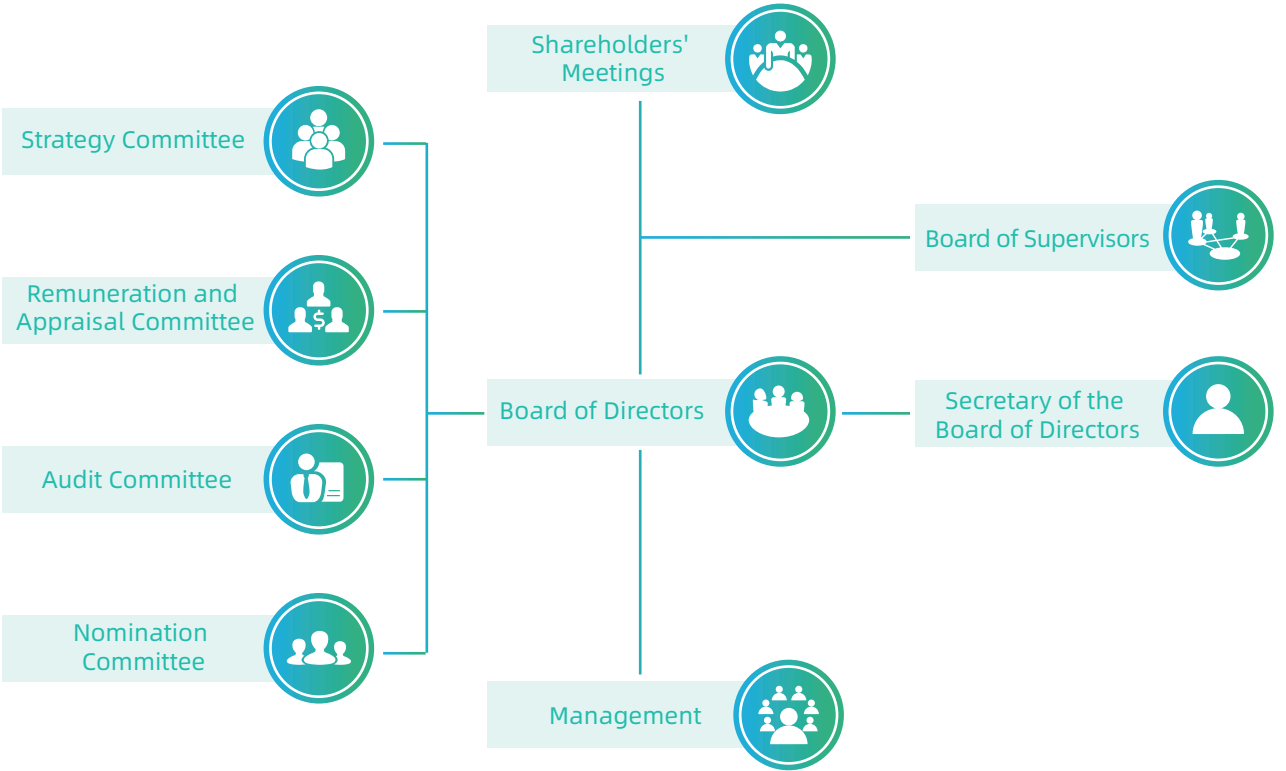 Shareholders'
Meetings
Strategy Committee
Board of Supervisors
Remuneration and
Appraisal Committee
Board of Directors
Secretary of the
Board of Directors
Audit Committee
Nomination
Committee
Management
$